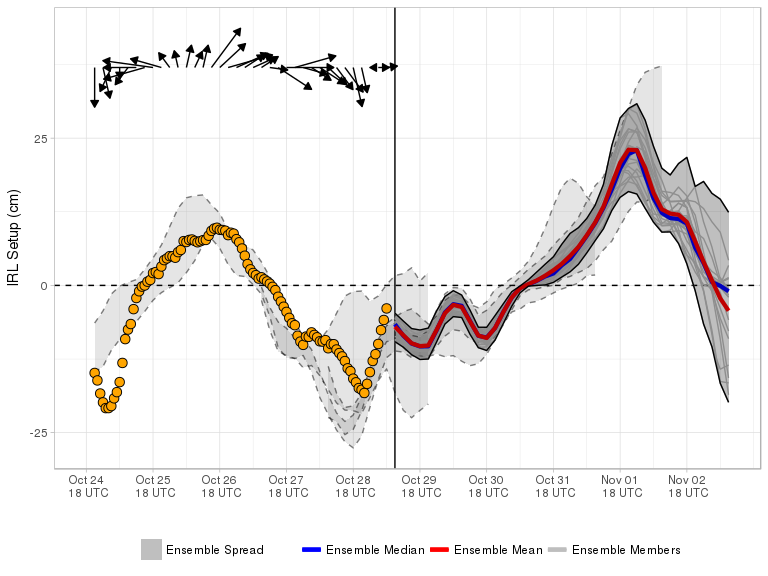 IRL Setup (cm)
25
0
-25
Oct 24 Oct 25 Oct 26 Oct 27 Oct 28 Oct 29 Oct 30 Oct 31 Nov 01 Nov 02
18 UTC 18 UTC 18 UTC 18 UTC 18 UTC 18 UTC 18 UTC 18 UTC 18 UTC 18 UTC
Ensemble Spread Ensemble Median Ensemble Mean Ensemble Members